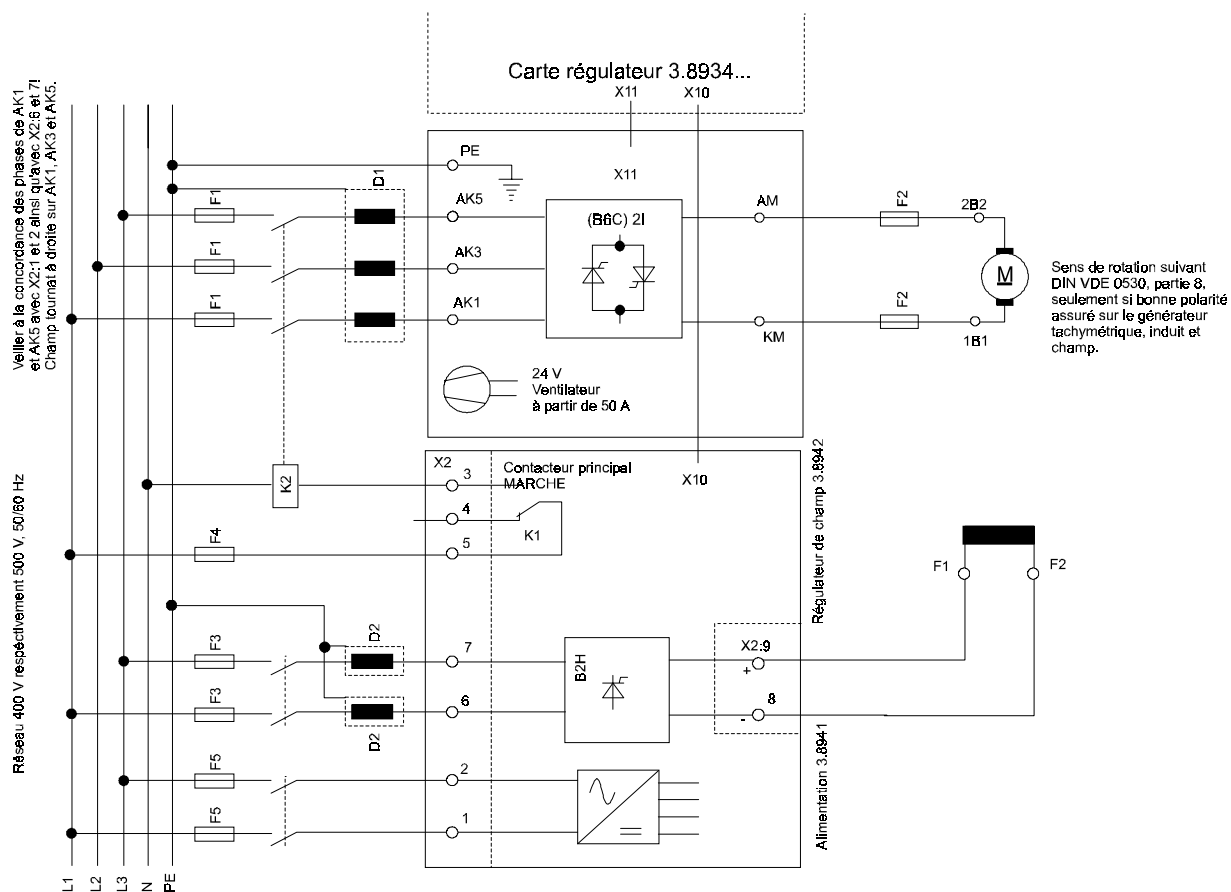 Carte régulateur 3.8934...
X11
X10
Veiller à la concordance des phases de AK1
et AK5 avec X2:1 et 2 ainsi qu'avec X2:6 et 7!
Champ tournat à droite sur AK1, AK3 et AK5.
PE
X11
D1
F1
AK5
(B6C) 2I
AM
F2
2B2
F1
AK3
M
F1
AK1
KM
F2
1B1
Sens de rotation suivant
DIN VDE 0530, partie 8,
seulement si bonne polarité
assuré sur le générateur
tachymétrique, induit et
champ.
24 V
Ventilateur
à partir de 50 A
X2
Contacteur principal
MARCHE
X10
K2
3
4
K1
F4
5
Régulateur de champ 3.8942
F1
F2
Réseau 400 V respéctivement 500 V, 50/60 Hz
F3
D2
7
B2H
X2:9
+
F3
D2
6
8
-
F5
2
F5
1
Alimentation 3.8941
L1
L2
L3
N
PE